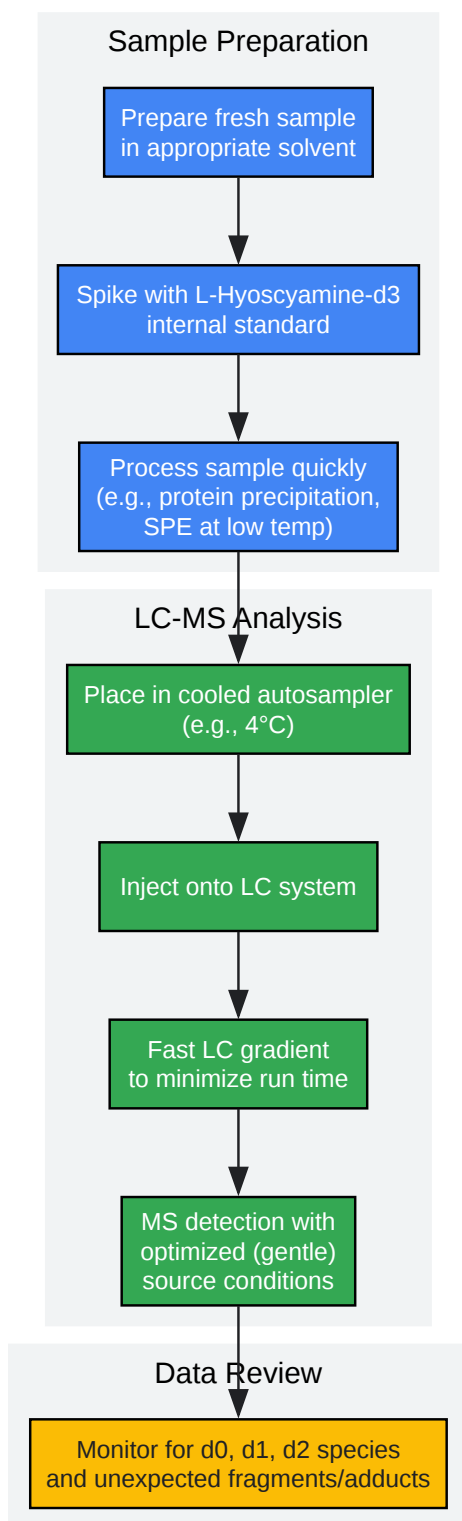 Sample Preparation
Prepare fresh sample
in appropriate solvent
Spike with L-Hyoscyamine-d3
internal standard
Process sample quickly
(e.g., protein precipitation,
SPE at low temp)
LC-MS Analysis
Place in cooled autosampler
(e.g., 4°C)
Inject onto LC system
Fast LC gradient
to minimize run time
MS detection with
optimized (gentle)
source conditions
Data Review
Monitor for d0, d1, d2 species
and unexpected fragments/adducts